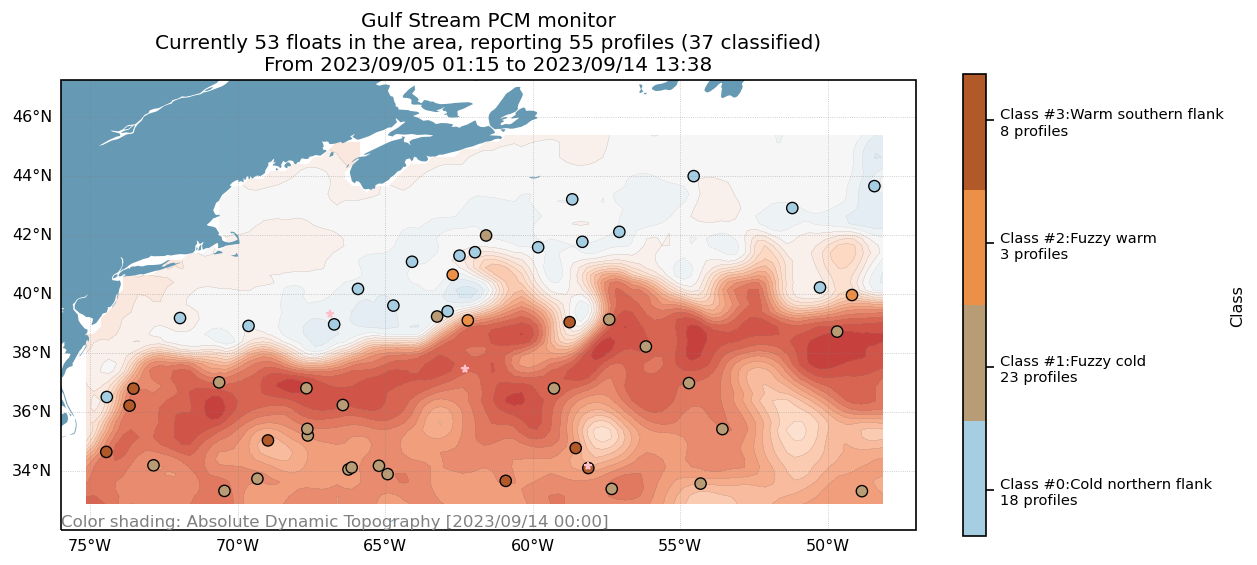 Gulf Stream PCM monitor
Currently 53 floats in the area, reporting 55 profiles (37 classified)
From 2023/09/05 01:15 to 2023/09/14 13:38
46°N
44°N
42°N
40°N
38°N
36°N
34°N
Color shading: Absolute Dynamic Topography [2023/09/14 00:00]
75°W
70°W
65°W
60°W
55°W
50°W
Class #3:Warm southern flank
8 profiles
Class #2:Fuzzy warm
3 profiles
Class #1:Fuzzy cold
23 profiles
Class #0:Cold northern flank
18 profiles
Class